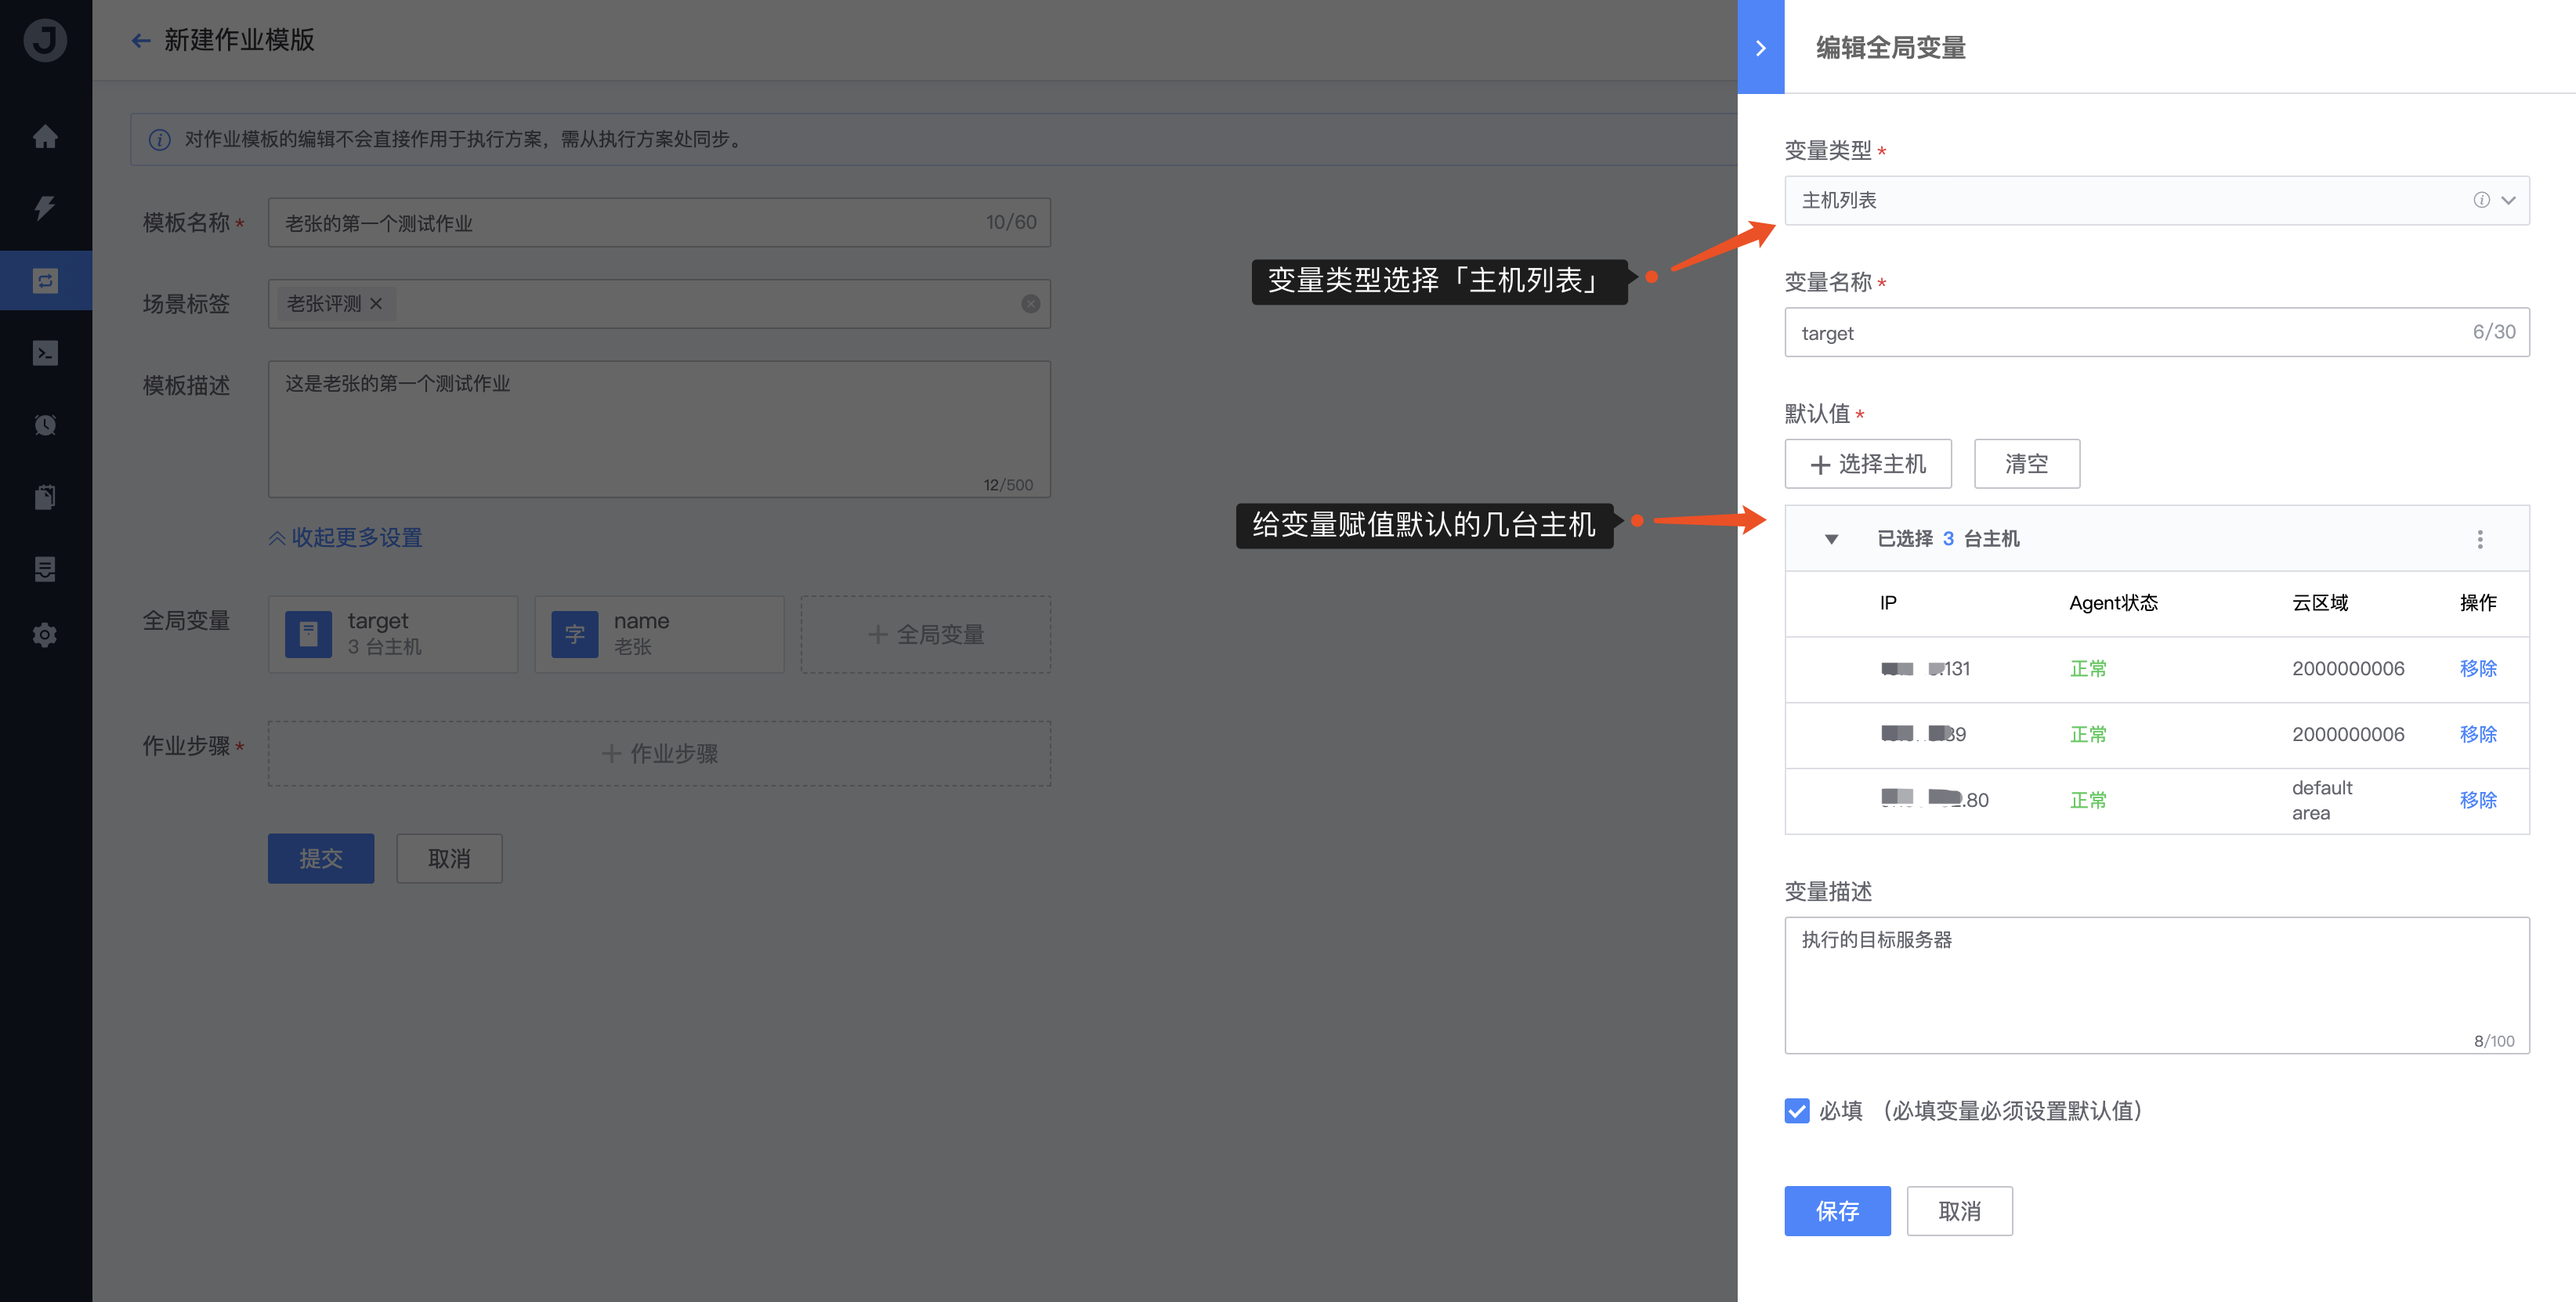 J
新建作业模版
对作业模板的编辑不会直接作用于执行方案，需从执行方案处同步。
模板名称 *
老张的第一个测试作业
10/60
场景标签
老张评测
模板描述
这是老张的第一个测试作业
12/500
收起更多设置
全局变量
target
3 台主机
字
name
老张
全局变量
作业步骤 *
作业步骤
提交
取消
变量类型选择「主机列表」
给变量赋值默认的几台主机
编辑全局变量
变量类型 *
主机列表
变量名称 *
target
6/30
默认值 *
选择主机
清空
已选择 3 台主机
IP Agent状态 云区域 操作
.131 正常 2000000006 移除
正常 2000000006 移除
.80 正常 default area 移除
变量描述
执行的目标服务器
8/100
必填 （必填变量必须设置默认值）
保存
取消